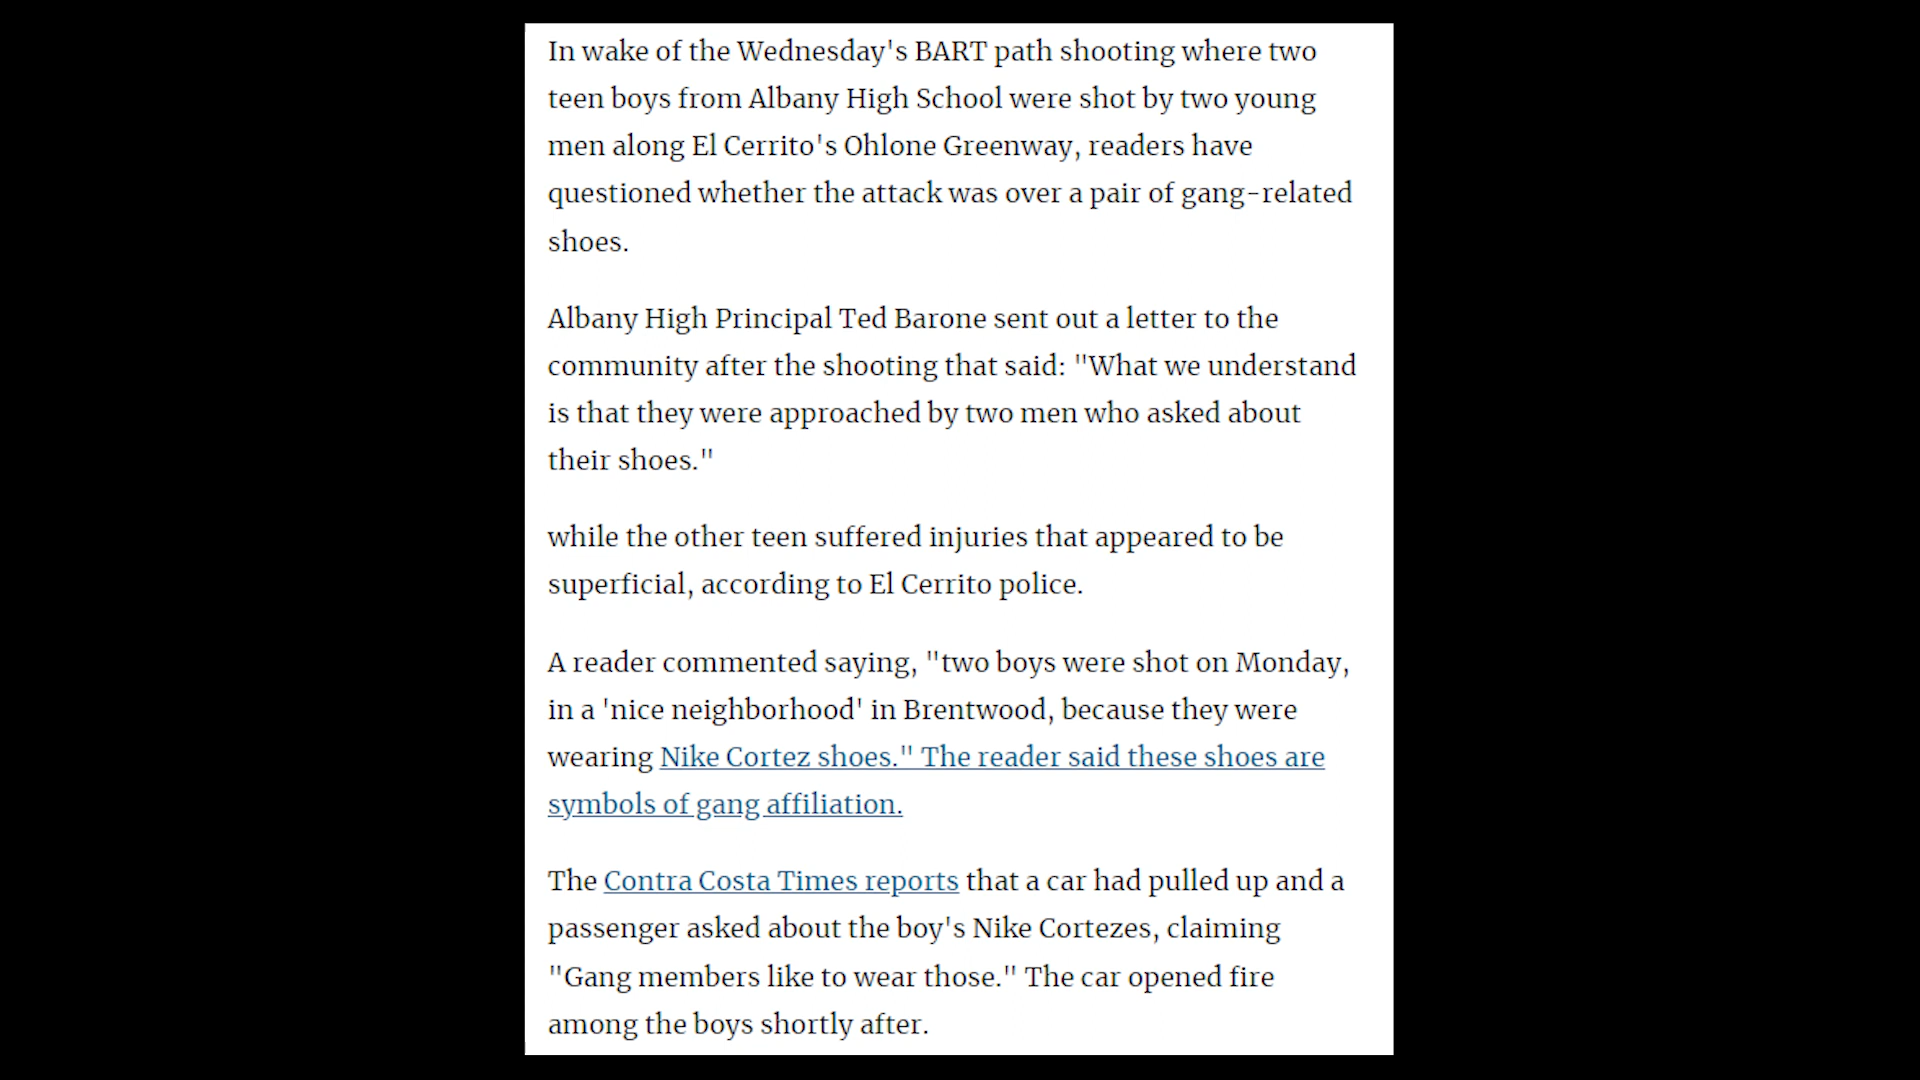 In wake of the Wednesday's BART path shooting where two
teen boys from Albany High School were shot by two young
men along El Cerrito's Ohlone Greenway, readers have
questioned whether the attack was over a pair of gang-related
shoes.
Albany High Principal Ted Barone sent out a letter to the
community after the shooting that said: "What we understand
is that they were approached by two men who asked about
their shoes."
while the other teen suffered injuries that appeared to be
superficial, according to El Cerrito police.
A reader commented saying, "two boys were shot on Monday,
in a 'nice neighborhood' in Brentwood, because they were
wearing Nike Cortez shoes." The reader said these shoes are
symbols of gang affiliation.
The Contra Costa Times reports that a car had pulled up and a
passenger asked about the boy's Nike Cortezes, claiming
"Gang members like to wear those." The car opened fire
among the boys shortly after.